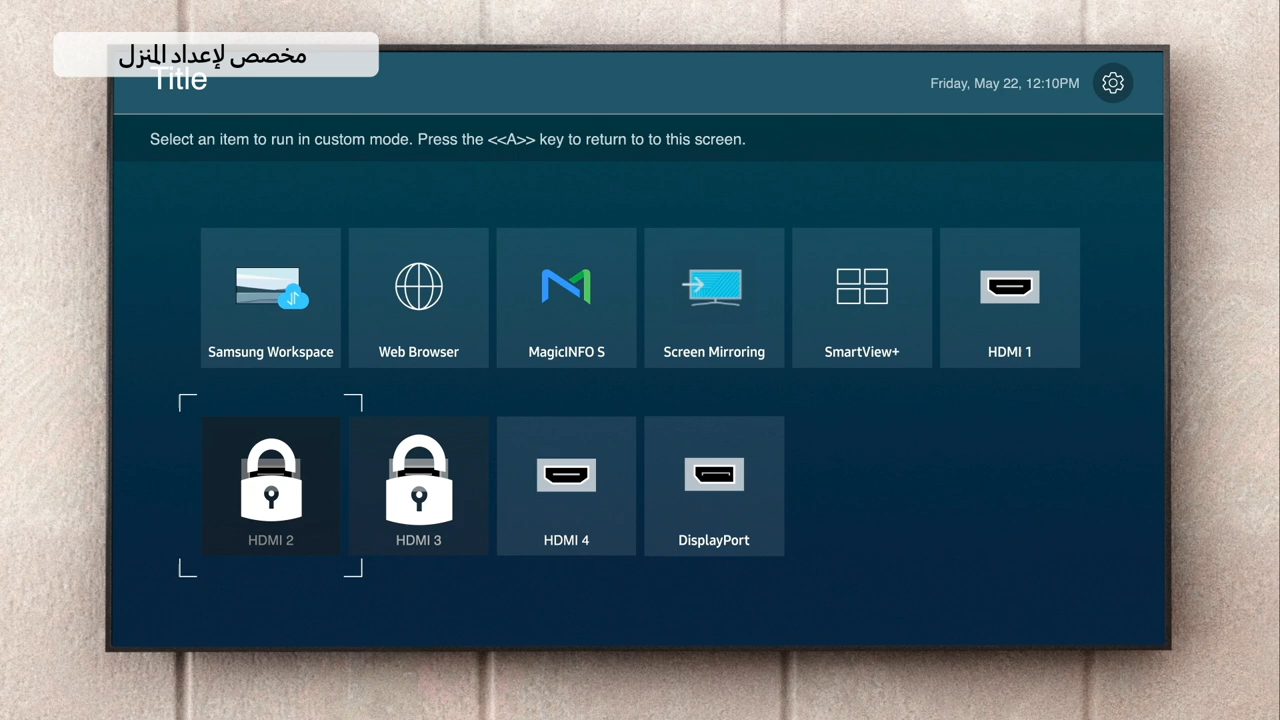 مخصص لإعداد المنزل
Title
Friday, May 22, 12:10PM
Select an item to run in custom mode. Press the <<A>> key to return to to this screen.
Samsung Workspace
Web Browser
MagicINFO S
Screen Mirroring
SmartView+
HDMI 1
HDMI 2
HDMI 3
HDMI 4
DisplayPort